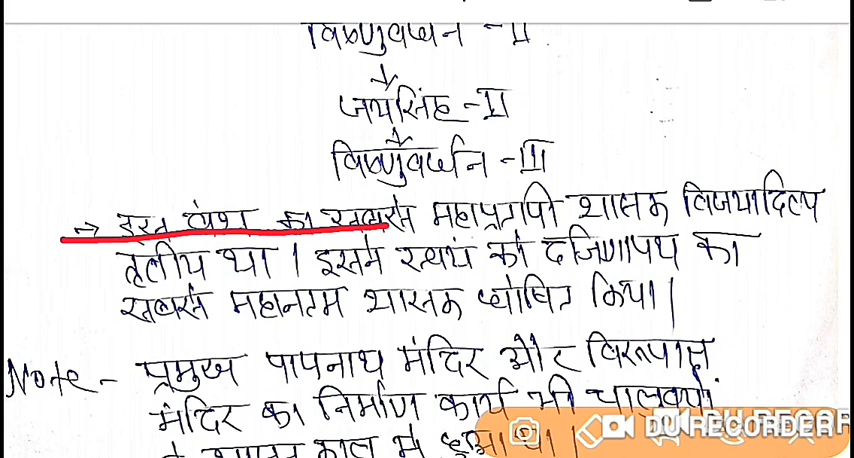 विष्णुवर्धन - II
जयसिंह - II
विष्णुवर्धन - III
→ इस वंश का सबसे महाप्रतापी शासक विजयादित्य
तृतीय था। इसने स्वयं को दक्षिणापथ का
सबसे महानतम शासक घोषित किया।
Note - प्रमुख पापनाथ मंदिर और विरुपाक्ष
मंदिर का निर्माण कार्य भी चालुक्यों
के शासन काल में हुआ था।
DU RECORDER